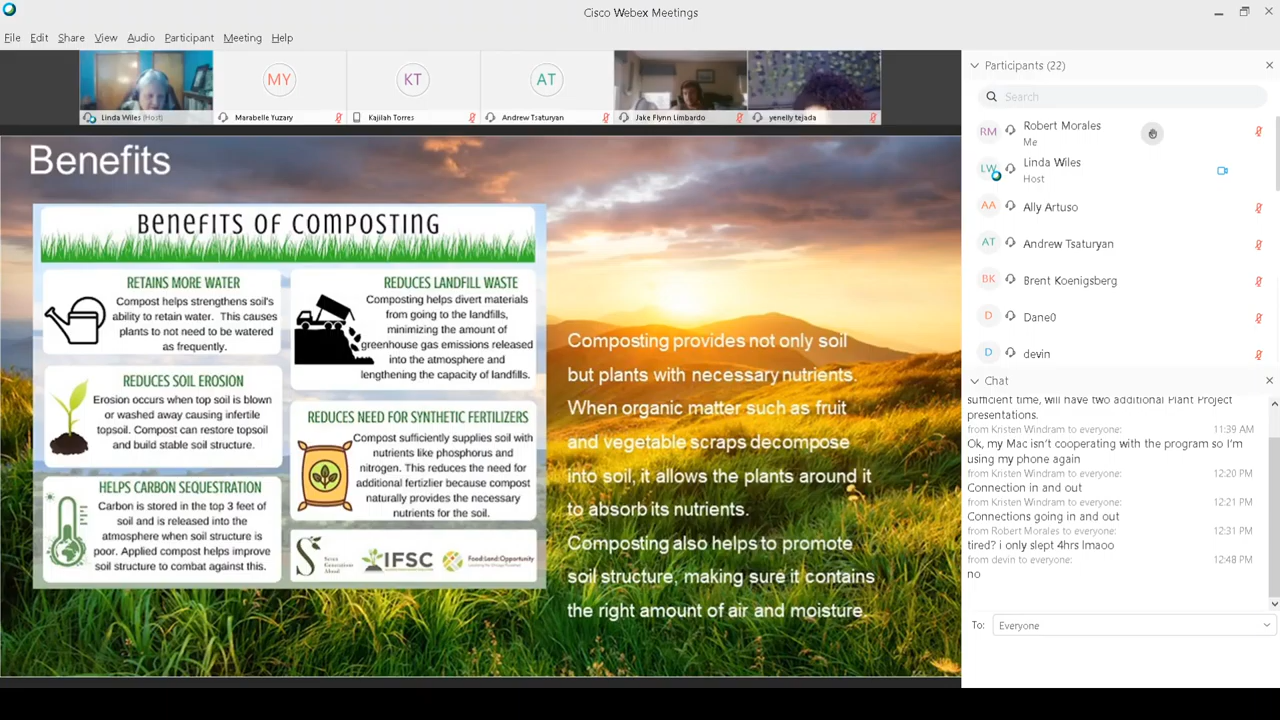 Cisco Webex Meetings
File Edit Share View Audio Participant Meeting Help
MY
KT
AT
Linda Wiles (Host)
Marabelle Yuzary
Kajilah Torres
Andrew Tsaturyan
Jake Flynn Limbardo
yenelly tejada
Benefits
BENEFITS OF COMPOSTING
RETAINS MORE WATER
Compost helps strengthens soil's
ability to retain water. This causes
plants to not need to be watered
as frequently.
REDUCES SOIL EROSION
Erosion occurs when top soil is blown
or washed away causing infertile
topsoil. Compost can restore topsoil
and build stable soil structure.
HELPS CARBON SEQUESTRATION
Carbon is stored in the top 3 feet of
soil and is released into the
atmosphere when soil structure is
poor. Applied compost helps improve
soil structure to combat against this.
REDUCES LANDFILL WASTE
Composting helps divert materials
from going to the landfills,
minimizing the amount of
greenhouse gas emissions released
into the atmosphere and
lengthening the capacity of landfills.
REDUCES NEED FOR SYNTHETIC FERTILIZERS
Compost sufficiently supplies soil with
nutrients like phosphorus and
nitrogen. This reduces the need for
additional fertizlier because compost
naturally provides the necessary
nutrients for the soil.
Seven
Generations
Ahead
IFSC
Food:Land:Opportunity
Composting provides not only soil
but plants with necessary nutrients.
When organic matter such as fruit
and vegetable scraps decompose
into soil, it allows the plants around it
to absorb its nutrients.
Composting also helps to promote
soil structure, making sure it contains
the right amount of air and moisture.
Participants (22)
Search
RM Robert Morales
Me
LW Linda Wiles
Host
AA Ally Artuso
AT Andrew Tsaturyan
BK Brent Koenigsberg
D Dane0
D devin
Chat
sufficient time, will have two additional Plant Project
presentations.
from Kristen Windram to everyone: 11:39 AM
Ok, my Mac isn't cooperating with the program so I'm
using my phone again
from Kristen Windram to everyone: 12:20 PM
Connection in and out
from Kristen Windram to everyone: 12:21 PM
Connections going in and out
from Robert Morales to everyone: 12:31 PM
tired? i only slept 4hrs lmaoo
from devin to everyone: 12:48 PM
no
To: Everyone